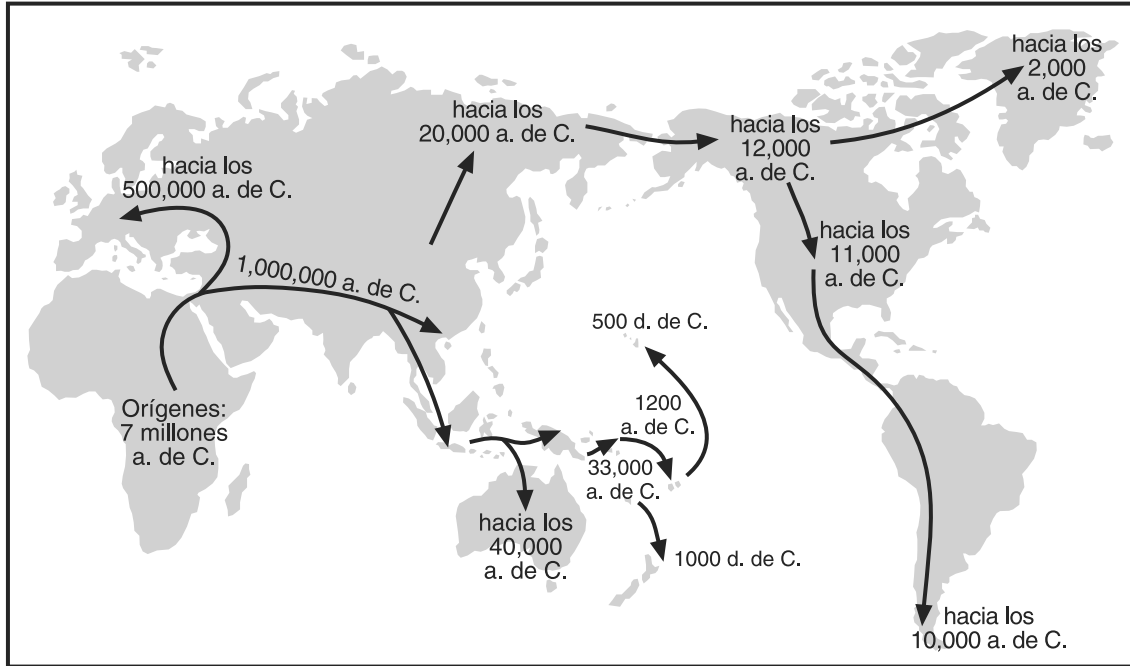 hacia los
2,000
a. de C.
hacia los
20,000 a. de C.
hacia los
12,000
a. de C.
hacia los
500,000 a. de C.
hacia los
11,000
a. de C.
1,000,000 a. de C.
500 d. de C.
Orígenes:
7 millones
a. de C.
1200
a. de C.
33,000
a. de C.
hacia los
40,000
a. de C.
1000 d. de C.
hacia los
10,000 a. de C.